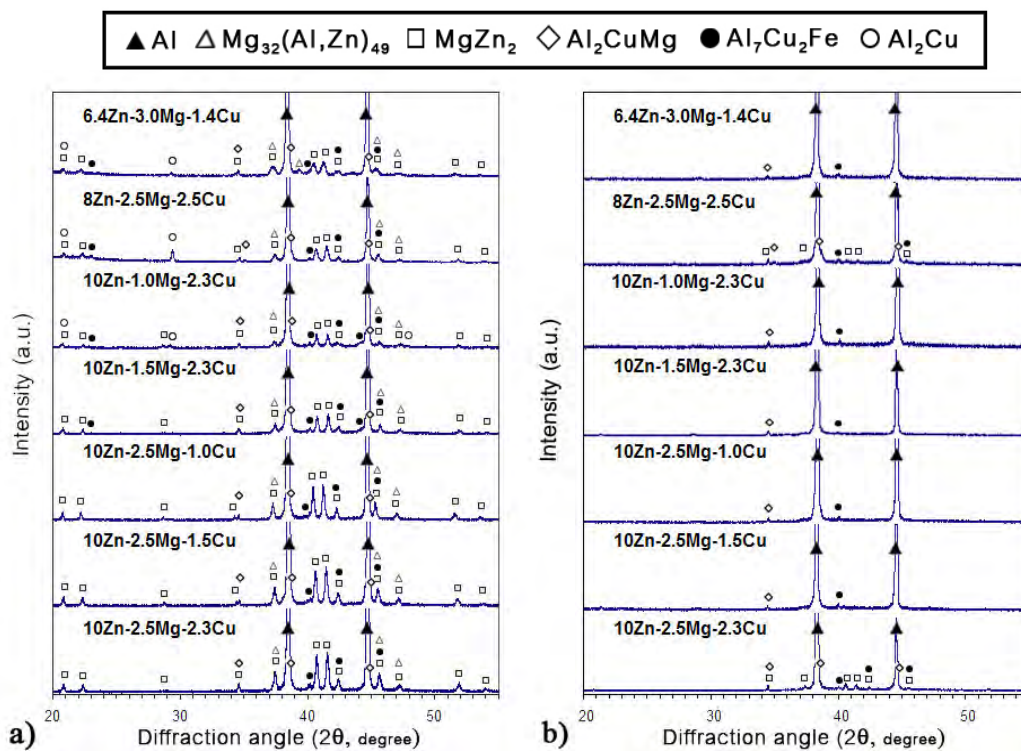 ▲ Al △ Mg₃₂(Al,Zn)₄₉ □ MgZn₂ ◇ Al₂CuMg ● Al₇Cu₂Fe ○ Al₂Cu
Intensity (a.u.)
6.4Zn-3.0Mg-1.4Cu
8Zn-2.5Mg-2.5Cu
10Zn-1.0Mg-2.3Cu
10Zn-1.5Mg-2.3Cu
10Zn-2.5Mg-1.0Cu
10Zn-2.5Mg-1.5Cu
10Zn-2.5Mg-2.3Cu
20 30 40 50
a) Diffraction angle (2θ, degree)
Intensity (a.u.)
6.4Zn-3.0Mg-1.4Cu
8Zn-2.5Mg-2.5Cu
10Zn-1.0Mg-2.3Cu
10Zn-1.5Mg-2.3Cu
10Zn-2.5Mg-1.0Cu
10Zn-2.5Mg-1.5Cu
10Zn-2.5Mg-2.3Cu
20 30 40 50
b) Diffraction angle (2θ, degree)